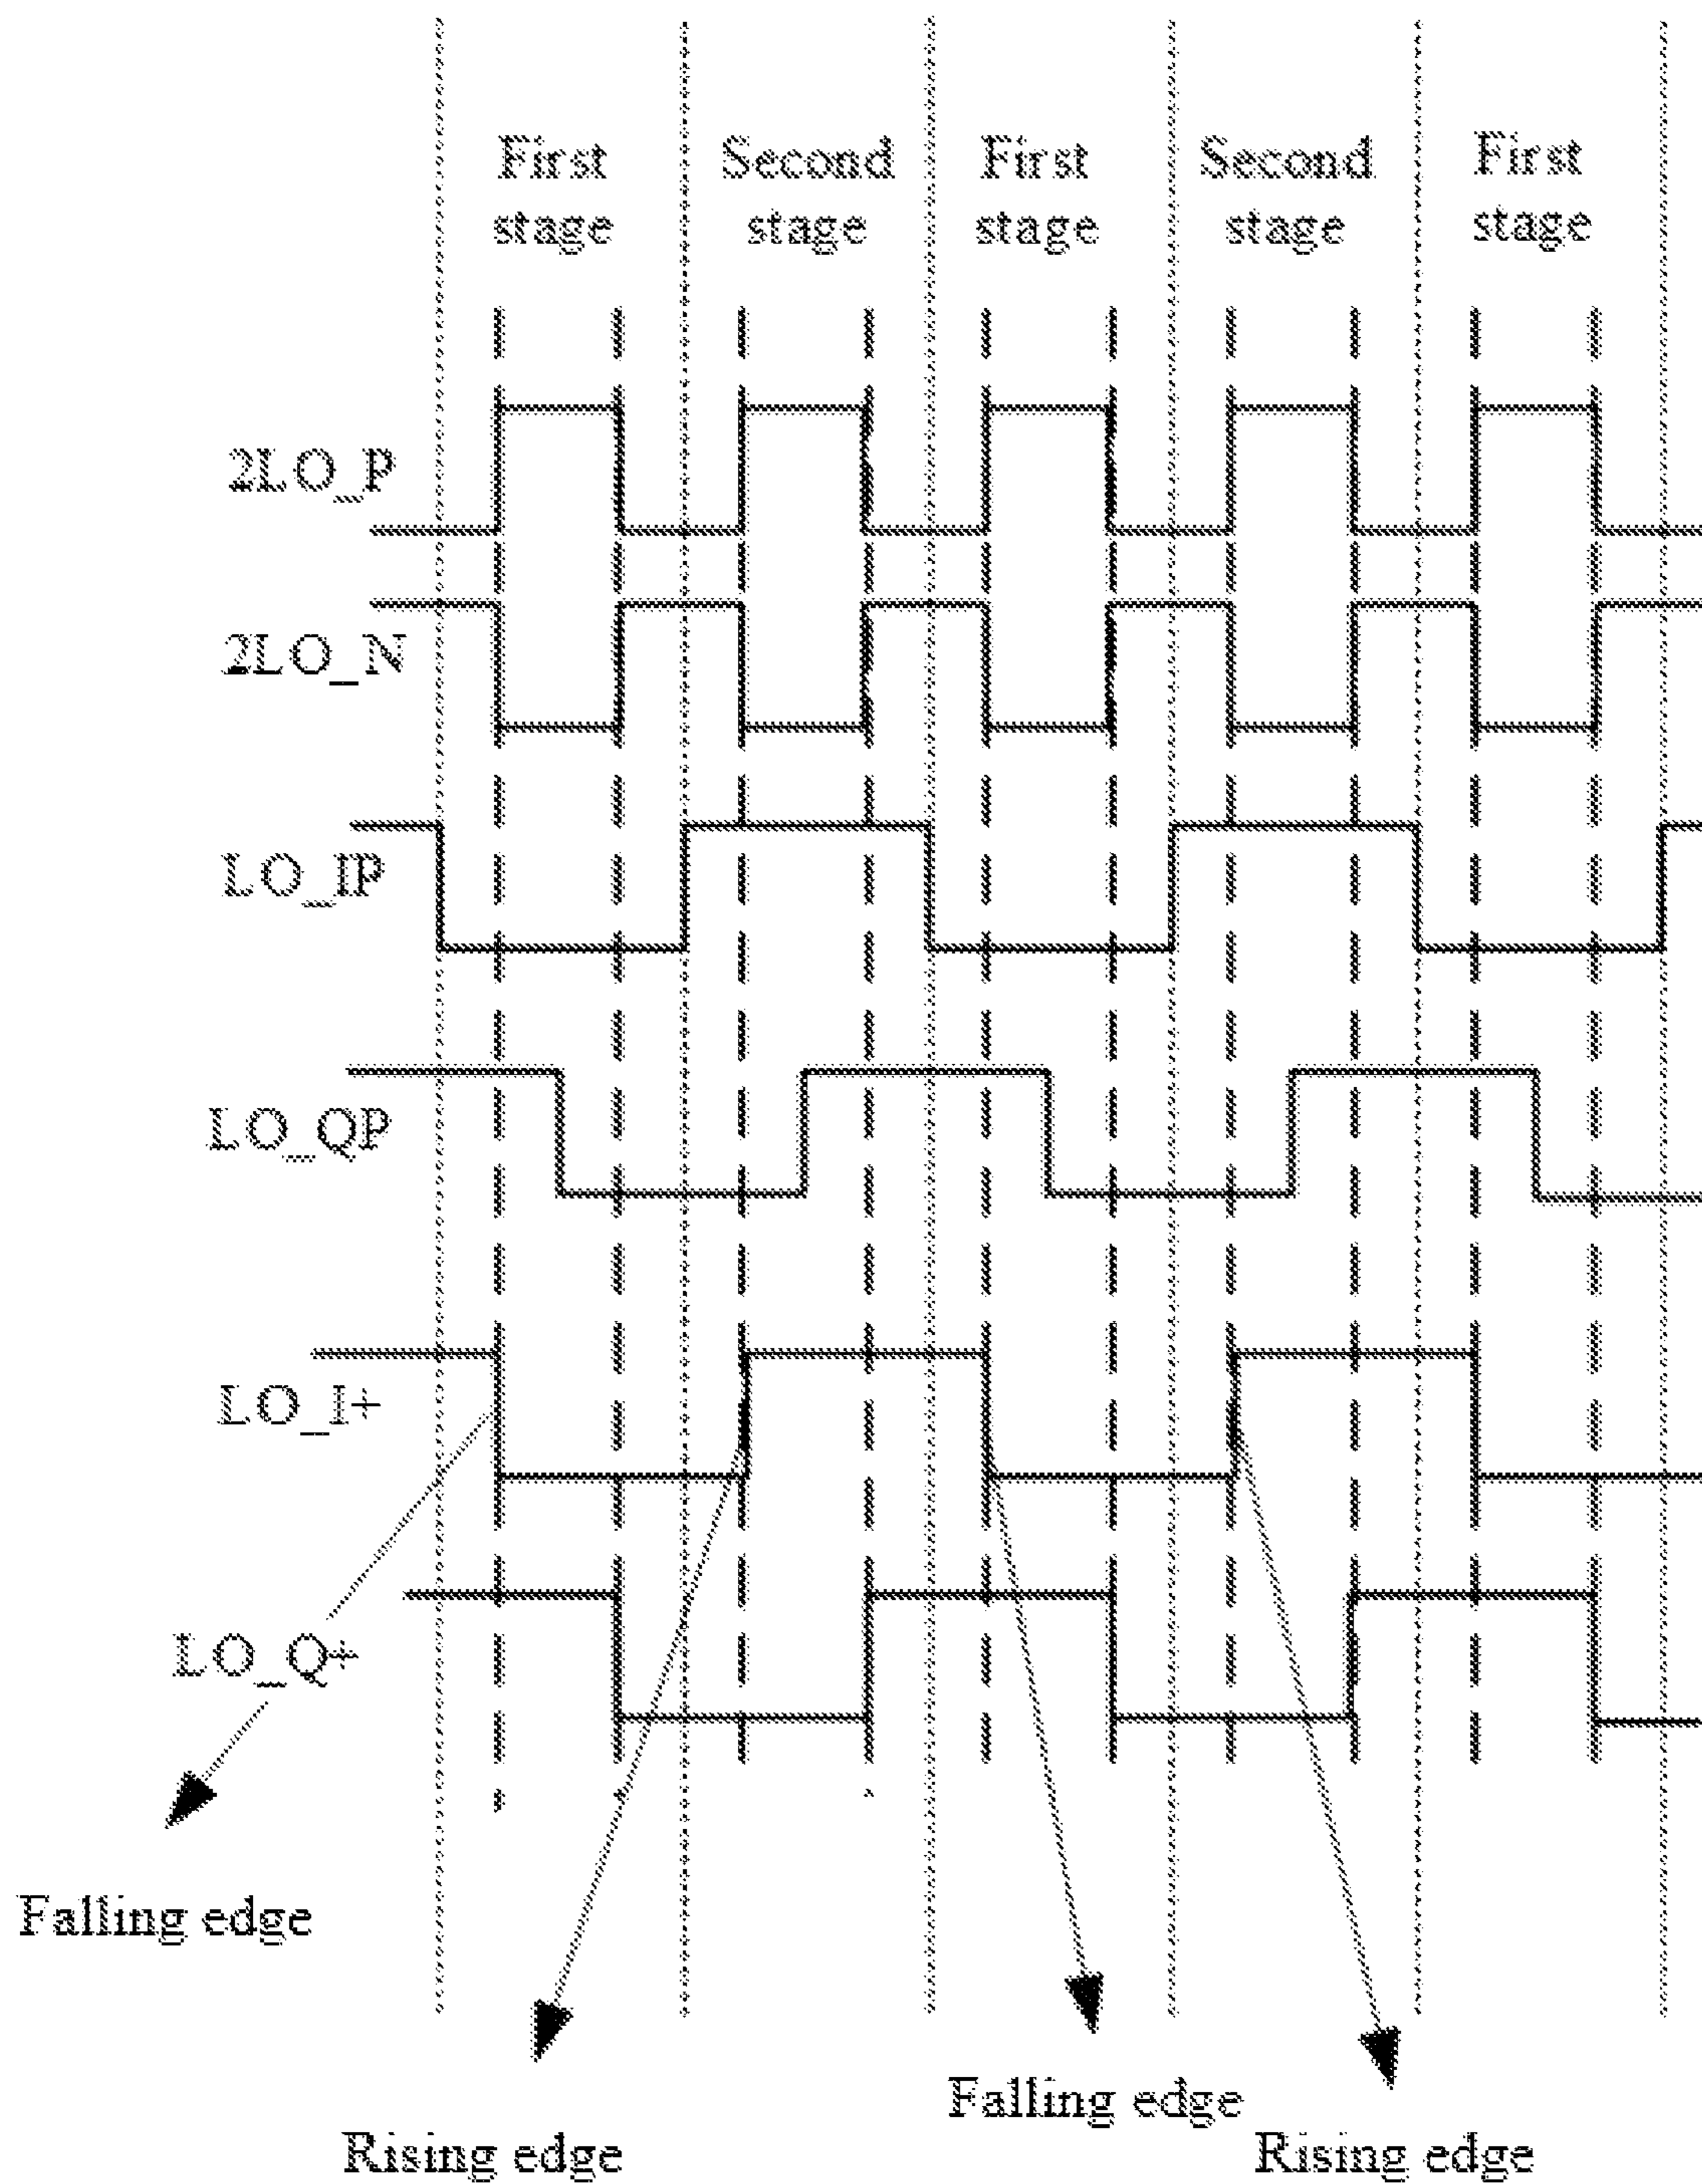 First Second First Second First
stage stage stage stage stage
2LO_P
2LO_N
LO_IP
LO_QP
LO_I+
LO_Q+
Falling edge
Falling edge
Rising edge Rising edge